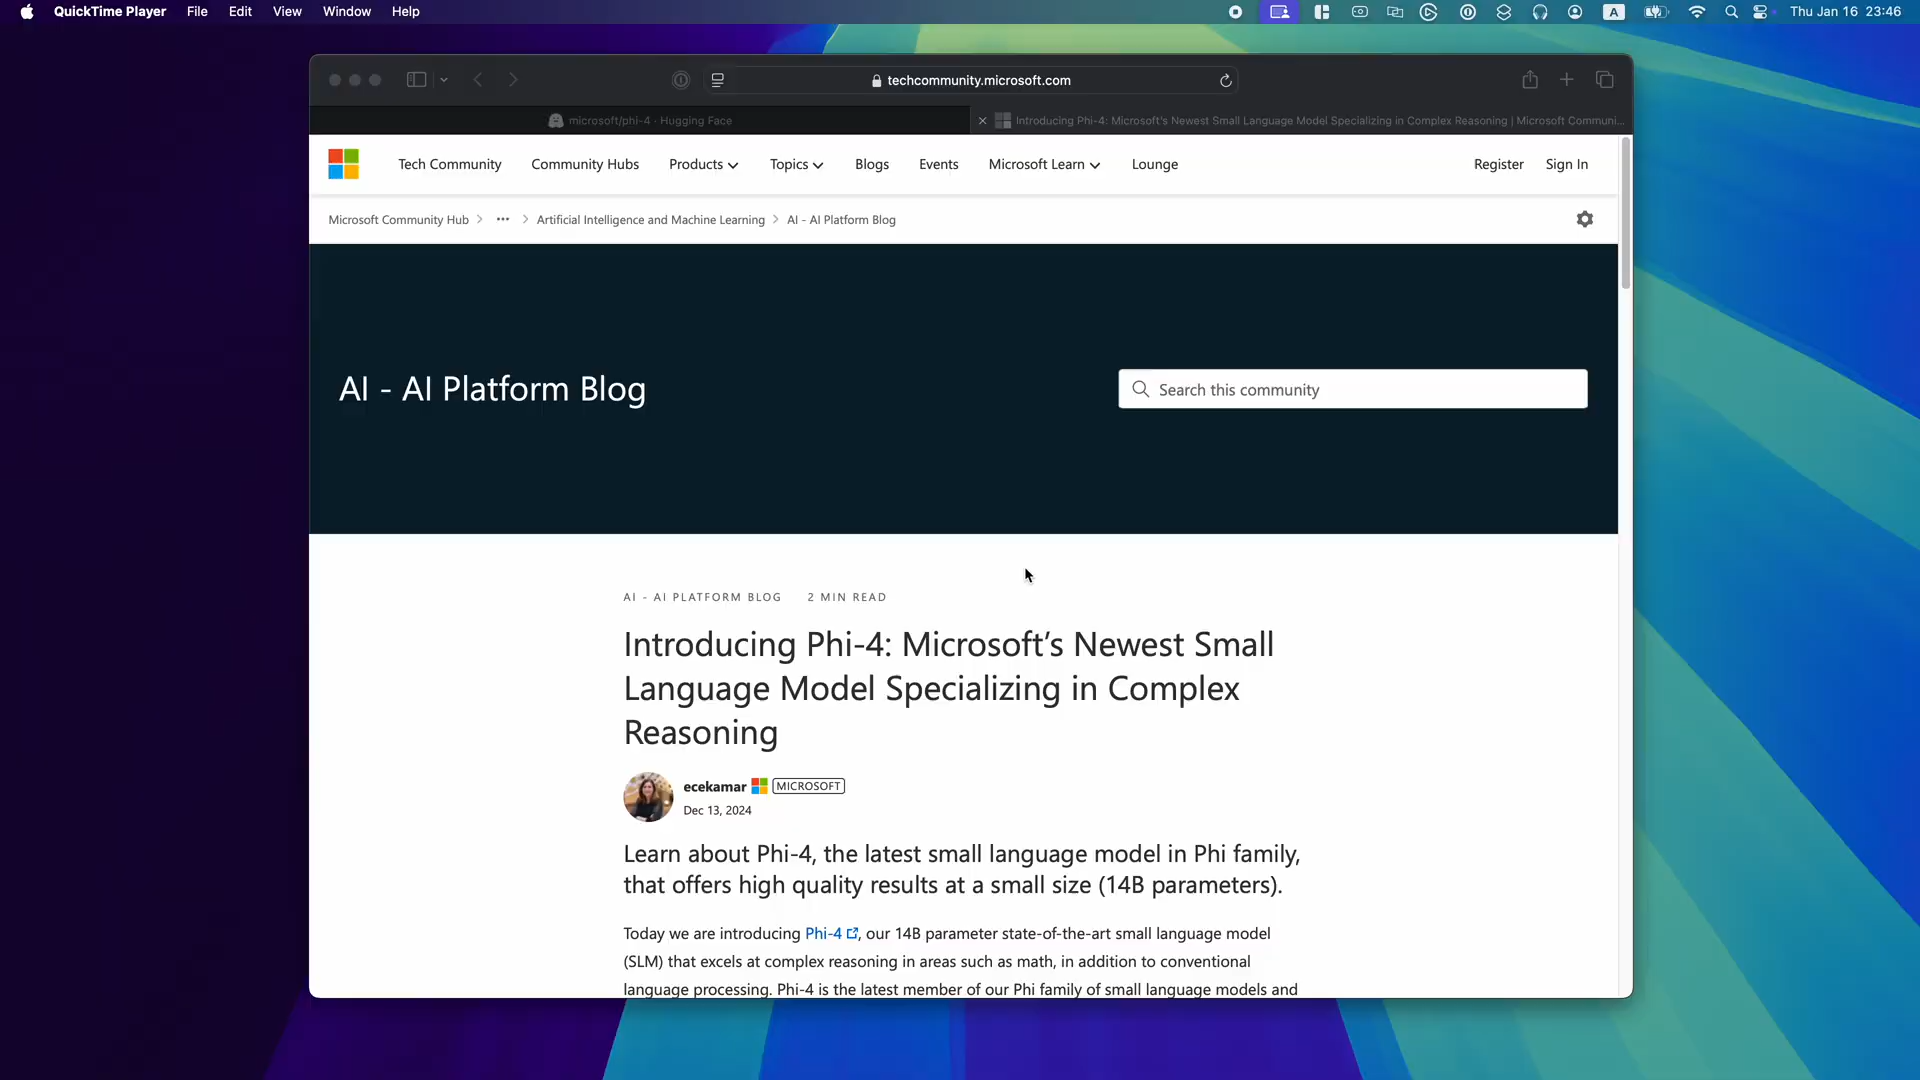 QuickTime Player File Edit View Window Help A Thu Jan 16 23:46
techcommunity.microsoft.com
microsoft/phi-4 · Hugging Face
Introducing Phi-4: Microsoft's Newest Small Language Model Specializing in Complex Reasoning | Microsoft Communi...
Tech Community Community Hubs Products Topics Blogs Events Microsoft Learn Lounge Register Sign In
Microsoft Community Hub > ••• > Artificial Intelligence and Machine Learning > AI - AI Platform Blog
AI - AI Platform Blog
Search this community
AI - AI PLATFORM BLOG 2 MIN READ
Introducing Phi-4: Microsoft’s Newest Small
Language Model Specializing in Complex
Reasoning
ecekamar MICROSOFT
Dec 13, 2024
Learn about Phi-4, the latest small language model in Phi family,
that offers high quality results at a small size (14B parameters).
Today we are introducing Phi-4, our 14B parameter state-of-the-art small language model
(SLM) that excels at complex reasoning in areas such as math, in addition to conventional
language processing. Phi-4 is the latest member of our Phi family of small language models and